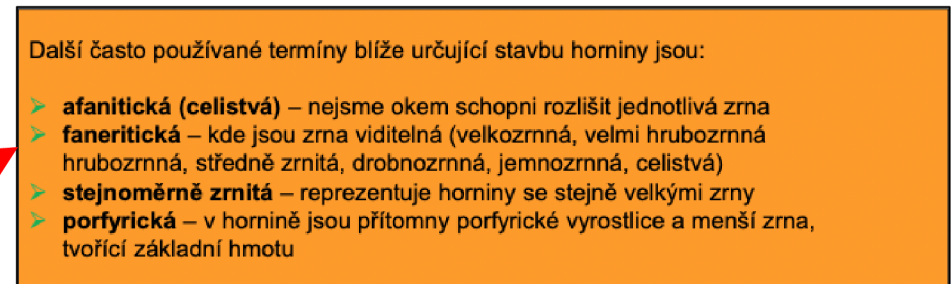 Další často používané termíny blíže určující stavbu horniny jsou:
➢ afanitická (celistvá) – nejsme okem schopni rozlišit jednotlivá zrna
➢ faneritická – kde jsou zrna viditelná (velkozrnná, velmi hrubozrnná
hrubozrnná, středně zrnitá, drobnozrnná, jemnozrnná, celistvá)
➢ stejnoměrně zrnitá – reprezentuje horniny se stejně velkými zrny
➢ porfyrická – v hornině jsou přítomny porfyrické vyrostlice a menší zrna,
tvořící základní hmotu